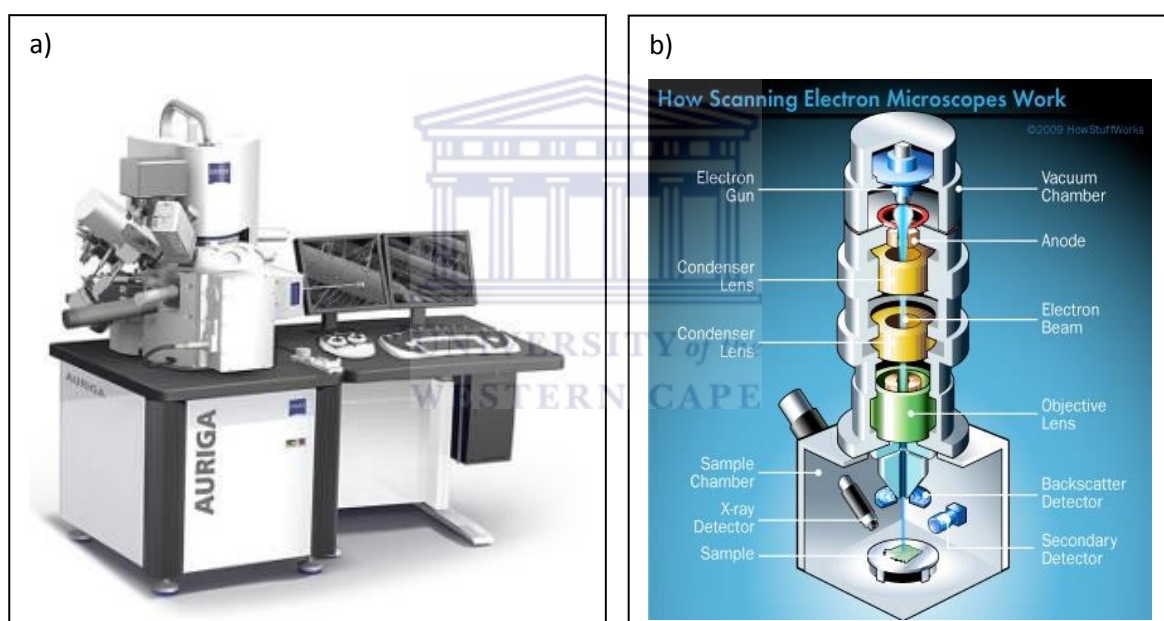 a)
AURIGA
AURIGA
b)
How Scanning Electron Microscopes Work
©2009 HowStuffWorks
Electron
Gun
Vacuum
Chamber
Anode
Condenser
Lens
Electron
Beam
Condenser
Lens
Objective
Lens
Sample
Chamber
Backscatter
Detector
X-ray
Detector
Secondary
Detector
Sample
UNIVERSITY of the
WESTERN CAPE